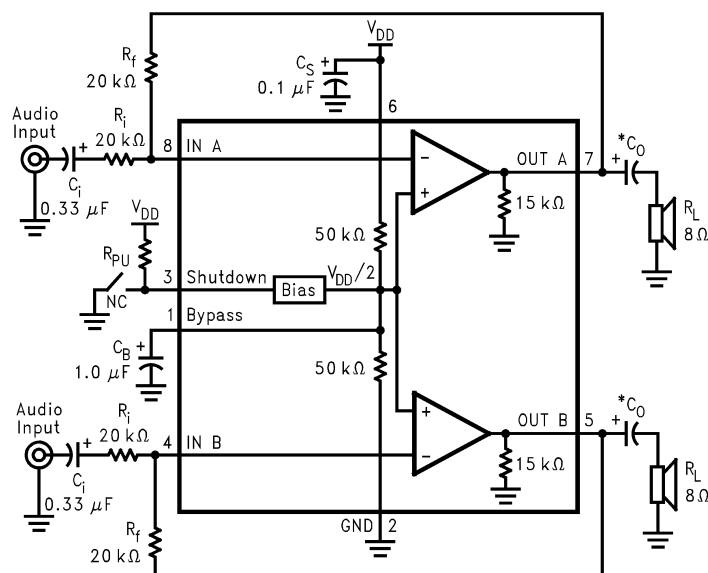 V_DD
C_S +
0.1 μF
R_f
20 kΩ
6
Audio
Input
R_i
20 kΩ
+
C_i
0.33 μF
8
IN A
−
+
OUT A
7
+
*C_O
15 kΩ
R_L
8Ω
V_DD
R_PU
50 kΩ
3
Shutdown
Bias
V_DD/2
NC
1
Bypass
C_B +
1.0 μF
50 kΩ
Audio
Input
R_i
20 kΩ
+
C_i
0.33 μF
4
IN B
+
−
OUT B
5
+
*C_O
15 kΩ
R_L
8Ω
GND
2
R_f
20 kΩ